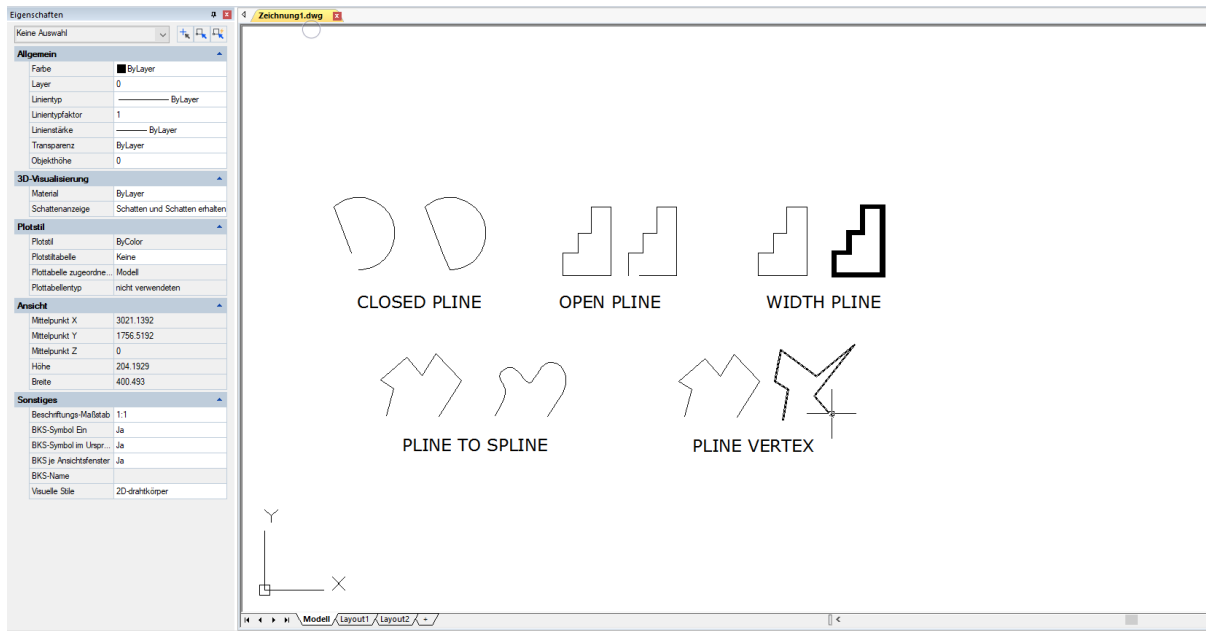 Eigenschaften
Keine Auswahl
Allgemein
Farbe ByLayer
Layer 0
Linientyp ByLayer
Linientypfaktor 1
Linienstärke ByLayer
Transparenz ByLayer
Objekthöhe 0
3D-Visualisierung
Material ByLayer
Schattenanzeige Schatten und Schatten erhalten
Plotstil
Plotstil ByColor
Plotstiltabelle Keine
Plottabelle zugeordne... Modell
Plottabellentyp nicht verwendeten
Ansicht
Mittelpunkt X 3021.1392
Mittelpunkt Y 1756.5192
Mittelpunkt Z 0
Höhe 204.1929
Breite 400.493
Sonstiges
Beschriftungs-Maßstab 1:1
BKS-Symbol Ein Ja
BKS-Symbol im Urspr... Ja
BKS je Ansichtsfenster Ja
BKS-Name
Visuelle Stile 2D-drahtkörper
Zeichnung1.dwg
CLOSED PLINE OPEN PLINE WIDTH PLINE
PLINE TO SPLINE PLINE VERTEX
Y
X
Modell Layout1 Layout2 +